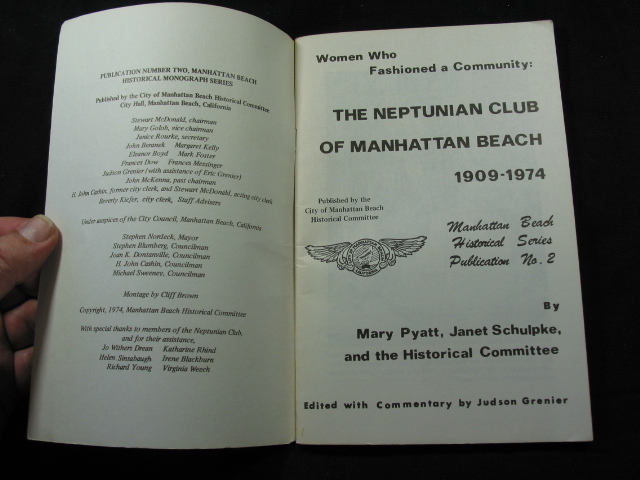 PUBLICATION NUMBER TWO, MANHATTAN BEACH
HISTORICAL MONOGRAPH SERIES
Published by the City of Manhattan Beach Historical Committee
City Hall, Manhattan Beach, California
Stewart McDonald, chairman
Mary Goloh, vice chairman
Janice Rourke, secretary
John Beranek Margaret Kelly
Eleanor Boyd Mark Foster
Frances Dow Frances Messinger
Judson Grenier (with assistance of Eric Grenier)
John McKenna, past chairman
H. John Cashin, former city clerk, and Stewart McDonald, acting city clerk
Beverly Kiefer, city clerk, Staff Advisers
Under auspices of the City Council, Manhattan Beach, California
Stephen Nordeck, Mayor
Stephen Blumberg, Councilman
Joan K. Dontanville, Councilman
H. John Cashin, Councilman
Michael Sweeney, Councilman
Montage by Cliff Brown
Copyright, 1974, Manhattan Beach Historical Committee
With special thanks to members of the Neptunian Club,
and for their assistance,
Jo Withers Drean Katharine Rhind
Helen Sinsabaugh Irene Blackburn
Richard Young Virginia Weech
Women Who
Fashioned a Community:
THE NEPTUNIAN CLUB
OF MANHATTAN BEACH
1909-1974
Published by the
City of Manhattan Beach
Historical Committee
Manhattan Beach
Historical Series
Publication No. 2
By
Mary Pyatt, Janet Schulpke,
and the Historical Committee
Edited with Commentary by Judson Grenier